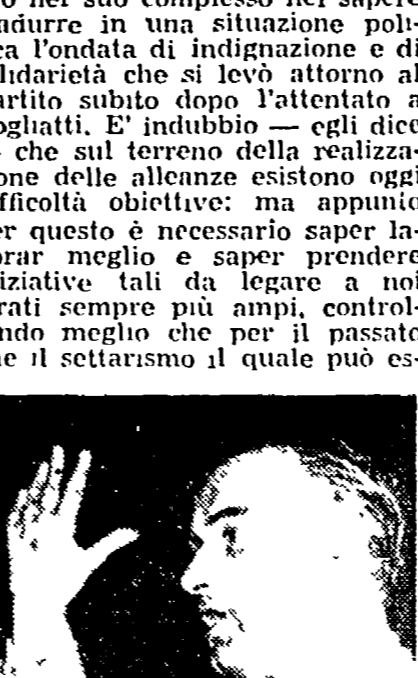 o nel suo complesso nel sapere
adurre in una situazione poli-
ca l'ondata di indignazione e di
lidarietà che si levò attorno al
artito subito dopo l'attentato a
ogliatti. E' indubbio — egli dice
- che sul terreno della realizza-
one delle alleanze esistono oggi
fficoltà obiettive: ma appunto
er questo è necessario saper la-
orar meglio e saper prendere
iziative tali da legare a noi
rati sempre più ampi, control-
ndo meglio che per il passato
he il settarismo il quale può es-